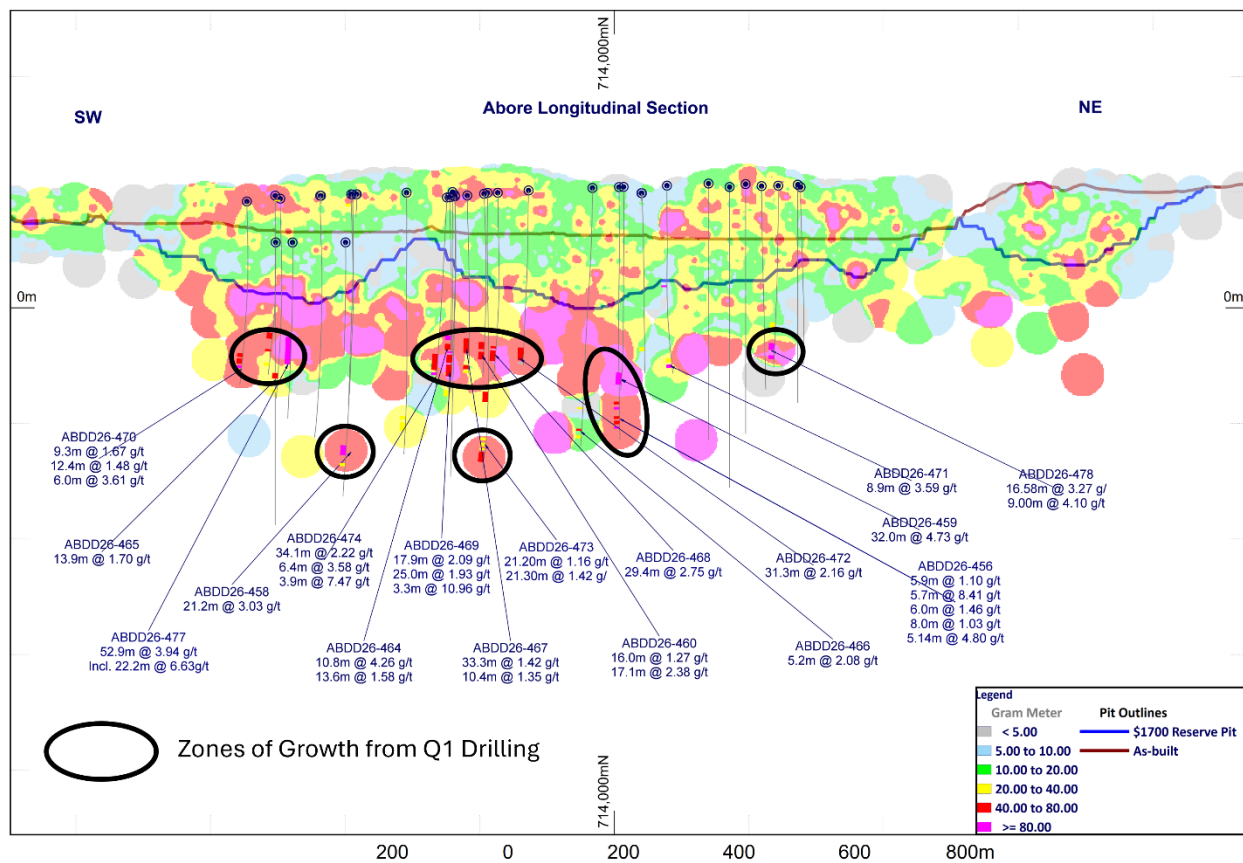 714,000mN
Abore Longitudinal Section
SW
NE
0m
0m
ABDD26-470
9.3m @ 1.67 g/t
12.4m @ 1.48 g/t
6.0m @ 3.61 g/t
ABDD26-465
13.9m @ 1.70 g/t
ABDD26-458
21.2m @ 3.03 g/t
ABDD26-477
52.9m @ 3.94 g/t
Incl. 22.2m @ 6.63g/t
ABDD26-474
34.1m @ 2.22 g/t
6.4m @ 3.58 g/t
3.9m @ 7.47 g/t
ABDD26-464
10.8m @ 4.26 g/t
13.6m @ 1.58 g/t
ABDD26-469
17.9m @ 2.09 g/t
25.0m @ 1.93 g/t
3.3m @ 10.96 g/t
ABDD26-467
33.3m @ 1.42 g/t
10.4m @ 1.35 g/t
ABDD26-473
21.20m @ 1.16 g/t
21.30m @ 1.42 g/
ABDD26-460
16.0m @ 1.27 g/t
17.1m @ 2.38 g/t
ABDD26-468
29.4m @ 2.75 g/t
ABDD26-466
5.2m @ 2.08 g/t
ABDD26-472
31.3m @ 2.16 g/t
ABDD26-471
8.9m @ 3.59 g/t
ABDD26-459
32.0m @ 4.73 g/t
ABDD26-456
5.9m @ 1.10 g/t
5.7m @ 8.41 g/t
6.0m @ 1.46 g/t
8.0m @ 1.03 g/t
5.14m @ 4.80 g/t
ABDD26-478
16.58m @ 3.27 g/
9.00m @ 4.10 g/t
Zones of Growth from Q1 Drilling
Legend
Gram Meter
< 5.00
5.00 to 10.00
10.00 to 20.00
20.00 to 40.00
40.00 to 80.00
>= 80.00
Pit Outlines
$1700 Reserve Pit
As-built
714,000mN
200 0 200 400 600 800m